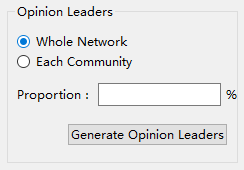 Opinion Leaders
Whole Network
Each Community
Proportion : %
Generate Opinion Leaders